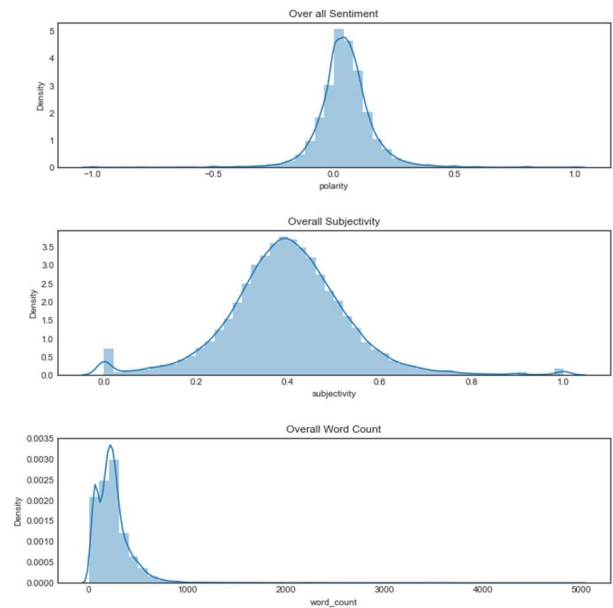 Over all Sentiment
5
4
3
2
1
0
Density
−1.0 −0.5 0.0 0.5 1.0
polarity
Overall Subjectivity
3.5
3.0
2.5
2.0
1.5
1.0
0.5
0.0
Density
0.0 0.2 0.4 0.6 0.8 1.0
subjectivity
Overall Word Count
0.0035
0.0030
0.0025
0.0020
0.0015
0.0010
0.0005
0.0000
Density
0 1000 2000 3000 4000 5000
word_count